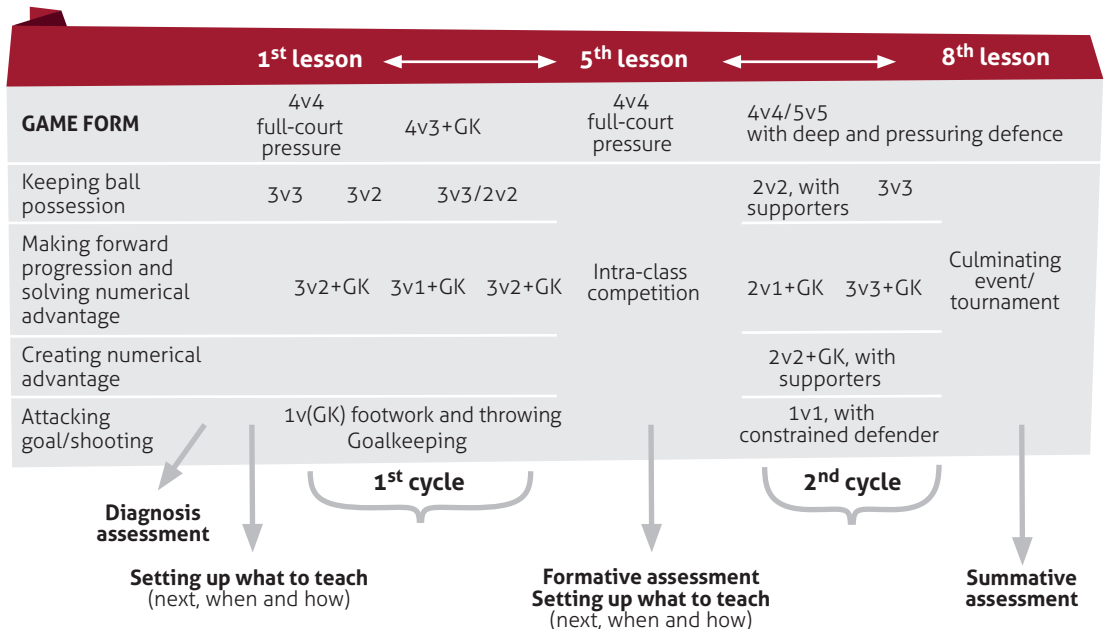 1st lesson 5th lesson 8th lesson
GAME FORM
4v4
full-court
pressure
4v3+GK
4v4
full-court
pressure
4v4/5v5
with deep and pressuring defence
Keeping ball
possession
3v3 3v2 3v3/2v2
2v2, with
supporters
3v3
Making forward
progression and
solving numerical
advantage
3v2+GK 3v1+GK 3v2+GK
Intra-class
competition
2v1+GK 3v3+GK
Culminating
event/
tournament
Creating numerical
advantage
2v2+GK, with
supporters
Attacking
goal/shooting
1v(GK) footwork and throwing
Goalkeeping
1v1, with
constrained defender
1st cycle
2nd cycle
Diagnosis
assessment
Setting up what to teach
(next, when and how)
Formative assessment
Setting up what to teach
(next, when and how)
Summative
assessment